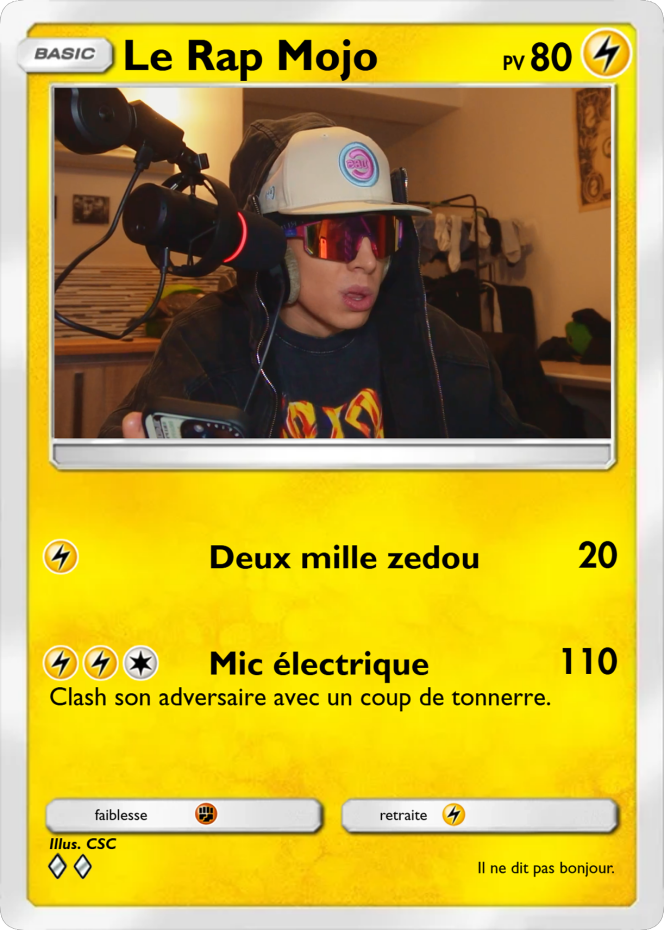 BASIC Le Rap Mojo PV 80
Deux mille zedou 20
Mic électrique 110
Clash son adversaire avec un coup de tonnerre.
faiblesse retraite
Illus. CSC
Il ne dit pas bonjour.